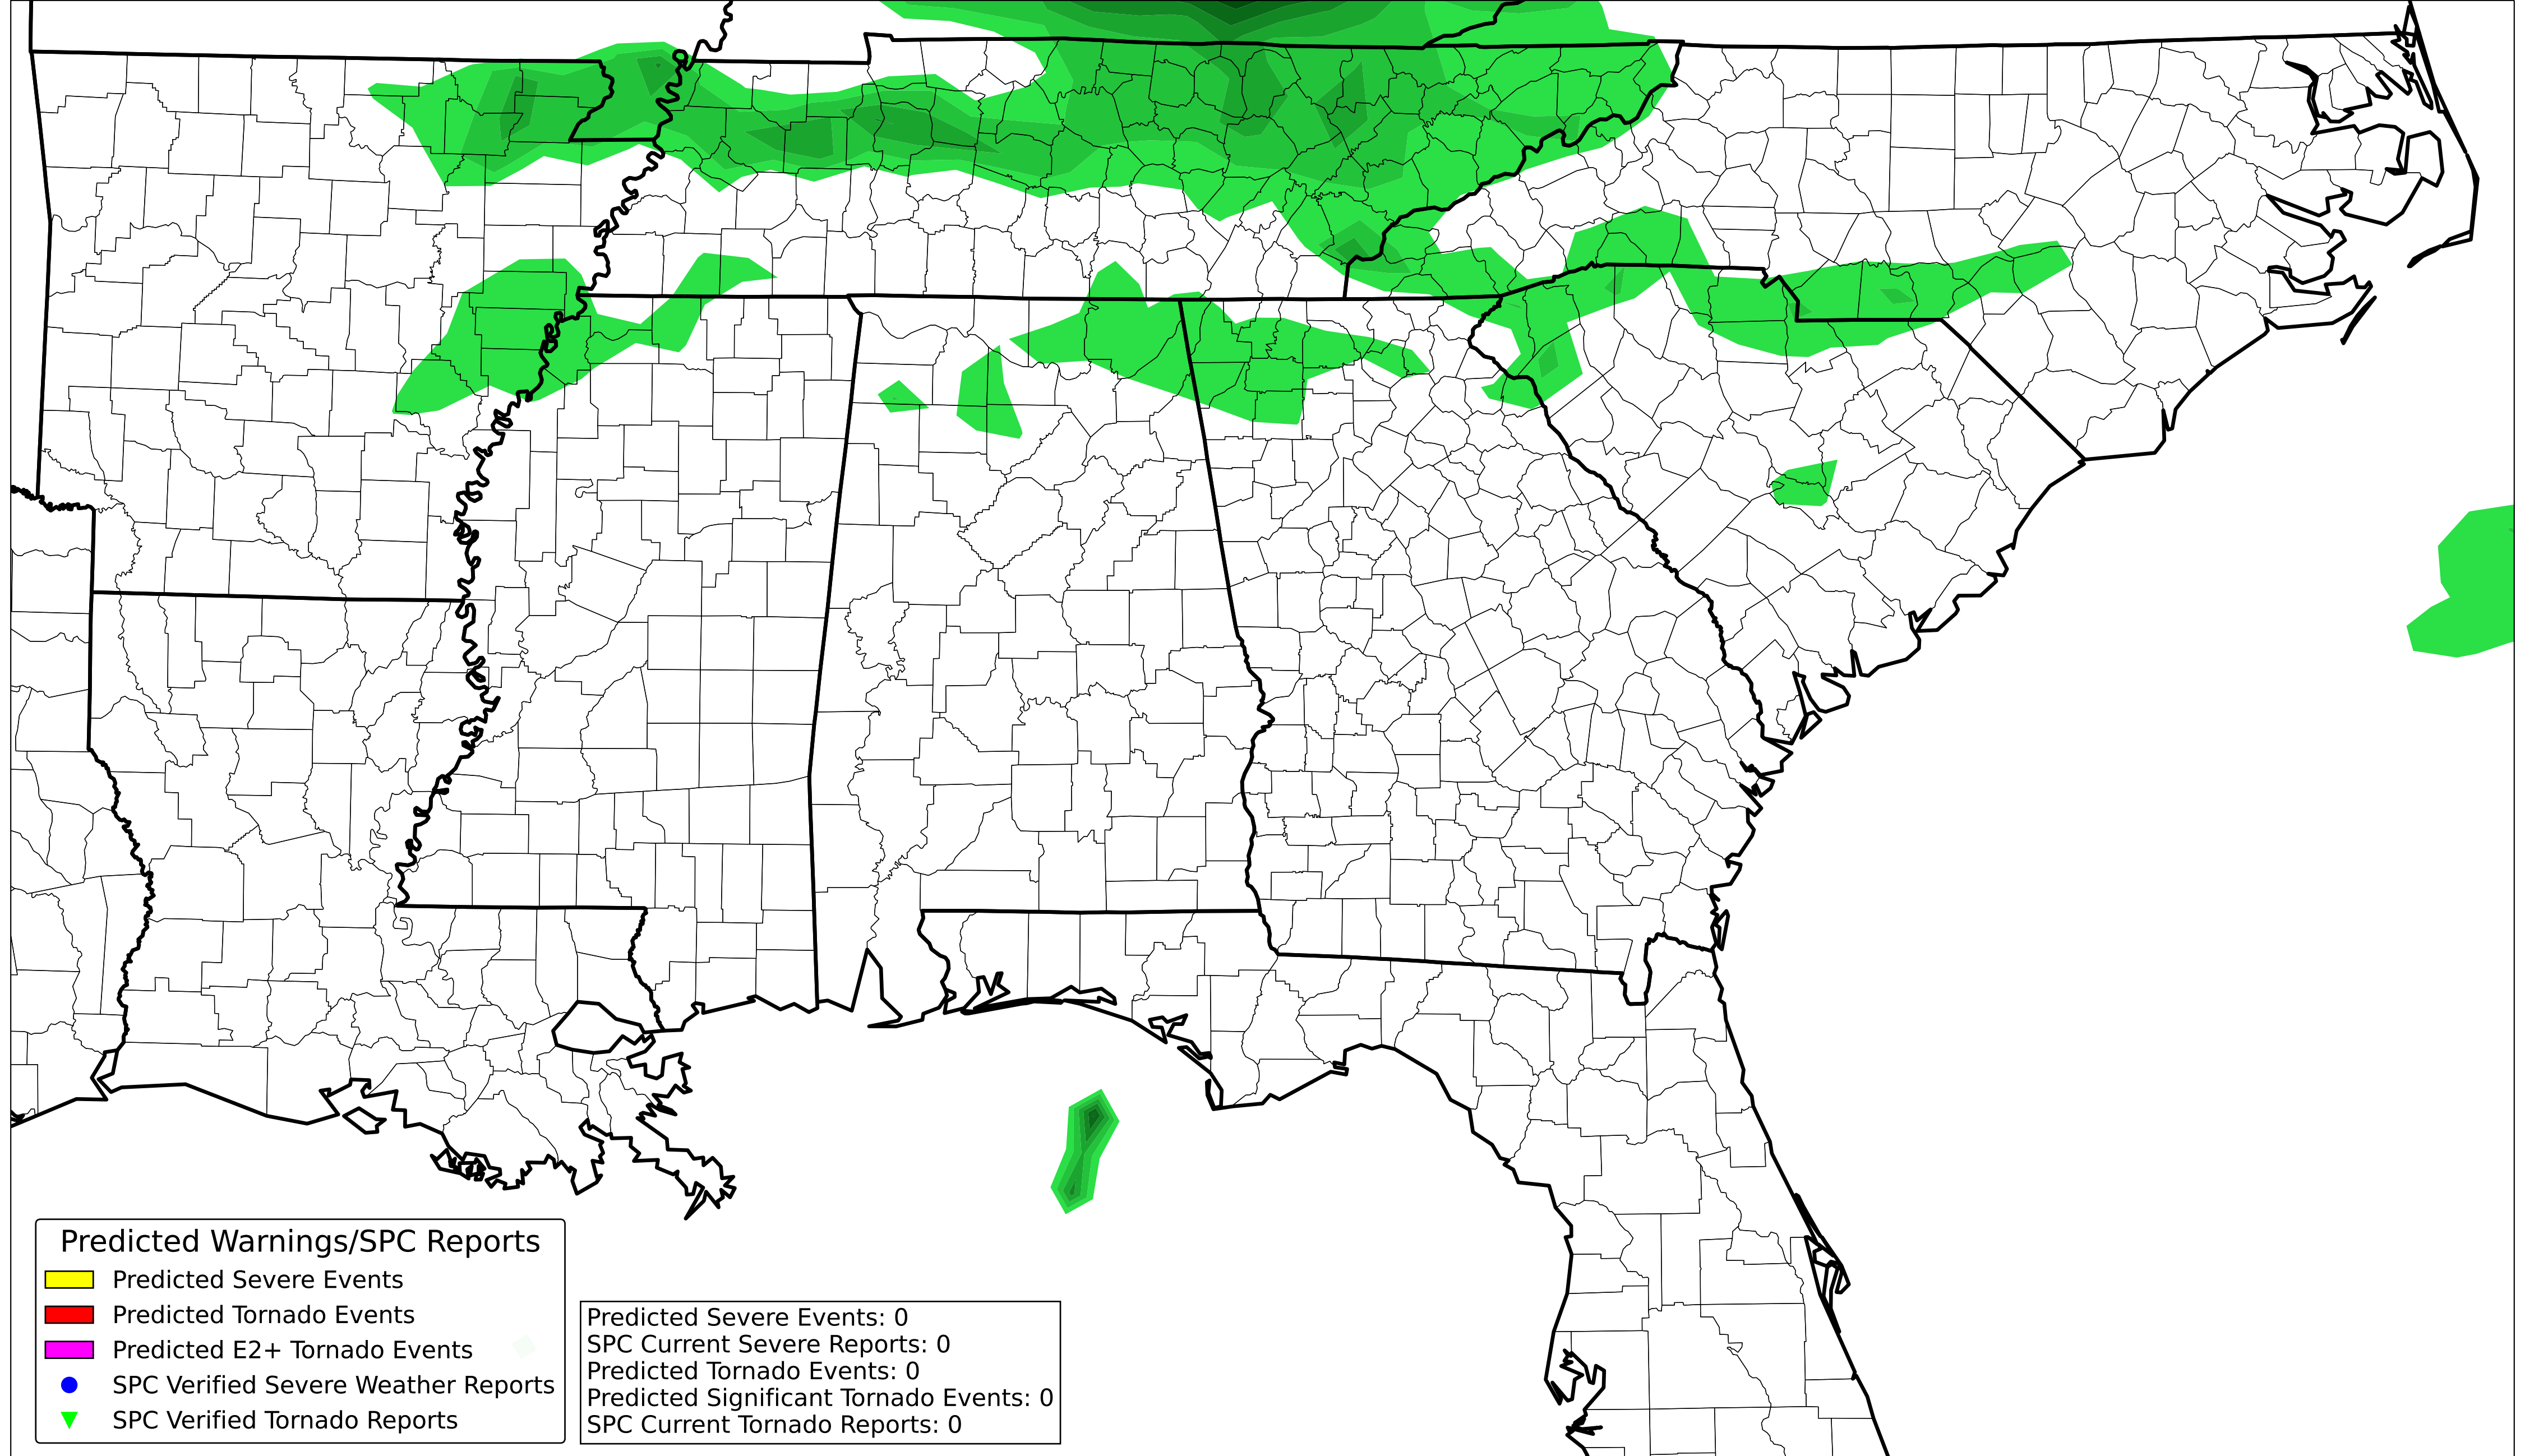 Predicted Warnings/SPC Reports
Predicted Severe Events
Predicted Tornado Events
Predicted E2+ Tornado Events
SPC Verified Severe Weather Reports
SPC Verified Tornado Reports
Predicted Severe Events: 0
SPC Current Severe Reports: 0
Predicted Tornado Events: 0
Predicted Significant Tornado Events: 0
SPC Current Tornado Reports: 0